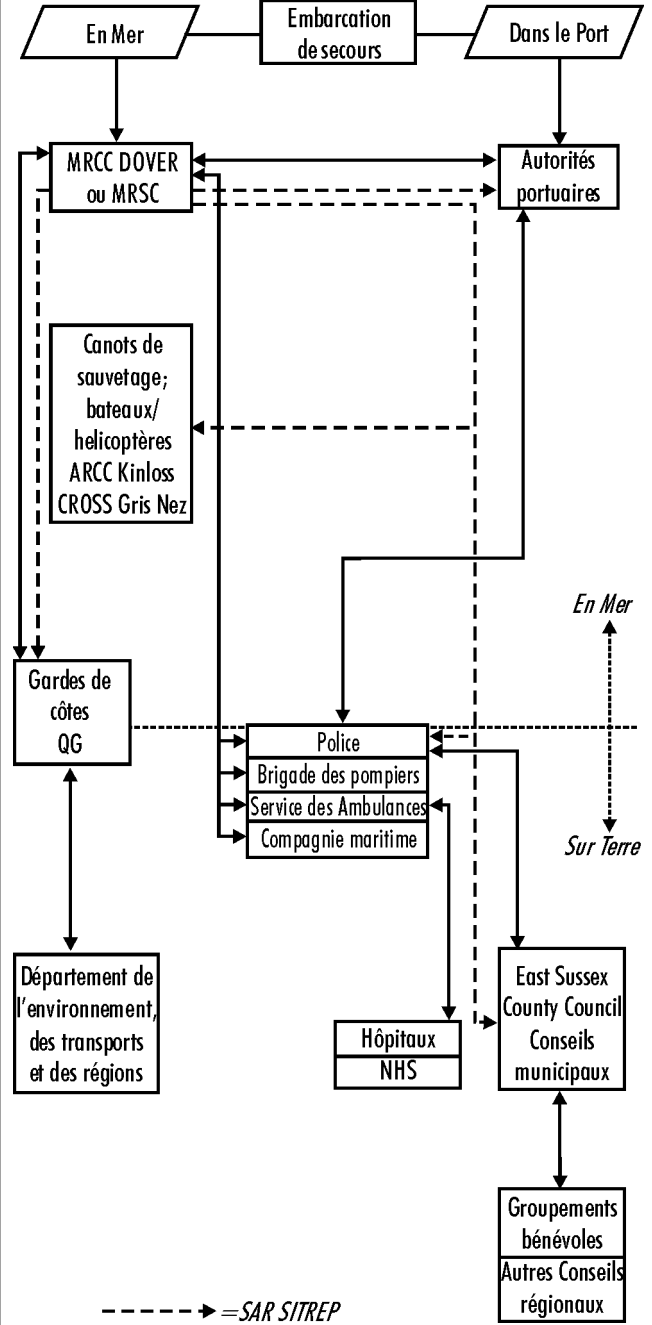 En Mer
Embarcation
de secours
Dans le Port
MRCC DOVER
ou MRSC
Autorités
portuaires
Canots de
sauvetage;
bateaux/
helicoptères
ARCC Kinloss
CROSS Gris Nez
En Mer
Gardes de
côtes
QG
Police
Brigade des pompiers
Service des Ambulances
Compagnie maritime
Sur Terre
Département de
l'environnement,
des transports
et des régions
East Sussex
County Council
Conseils
municipaux
Hôpitaux
NHS
Groupements
bénévoles
Autres Conseils
régionaux
=SAR SITREP